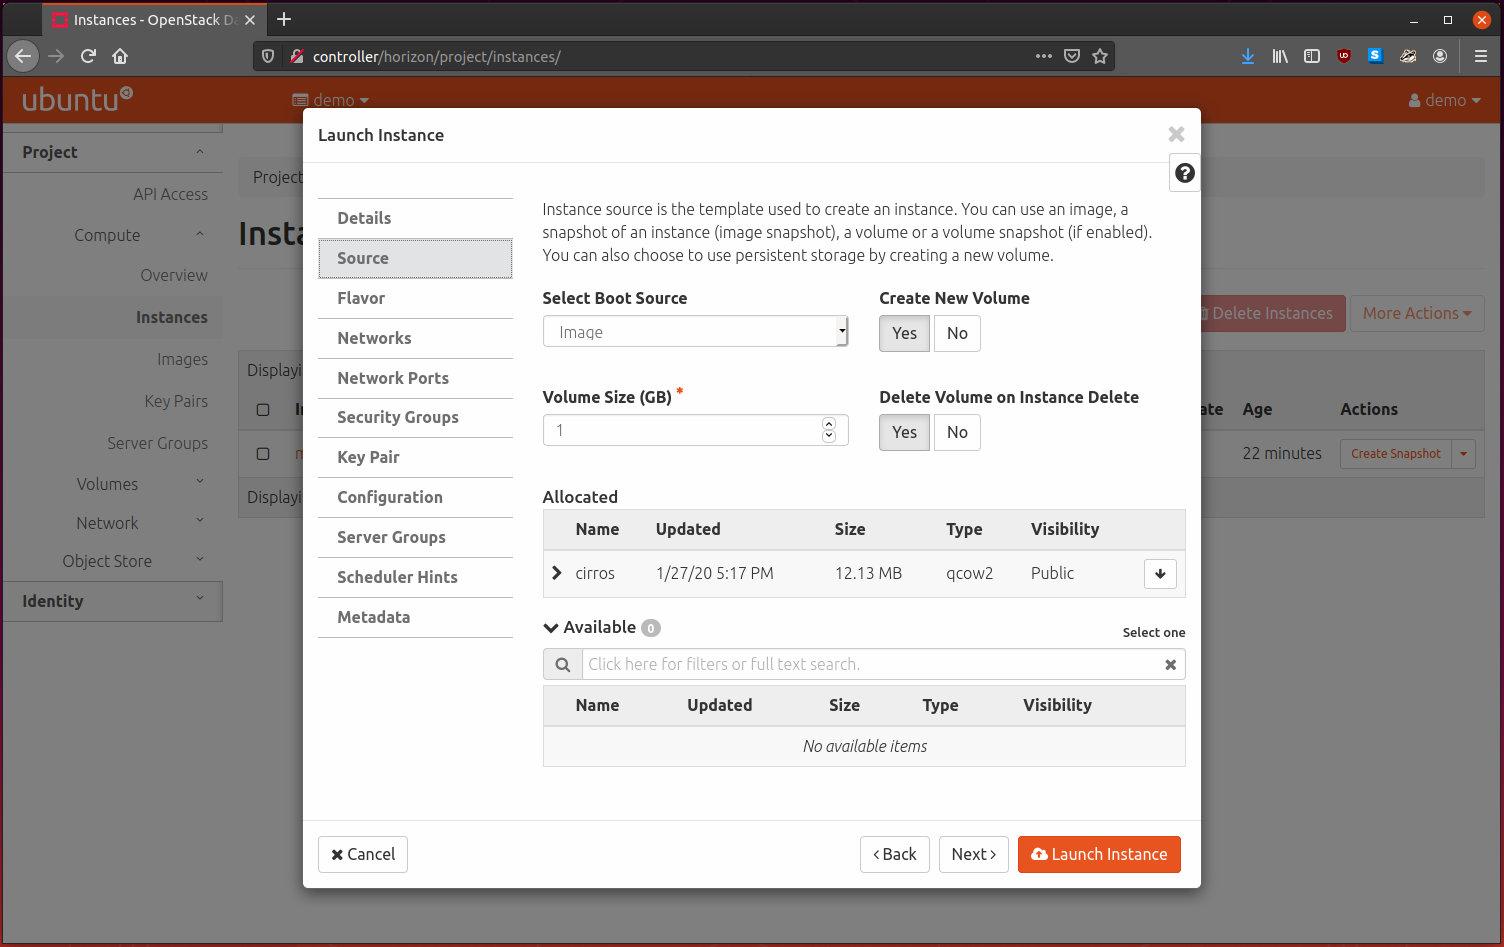 Instances - OpenStack Da
controller/horizon/project/instances/
ubuntu
demo
demo
Project
API Access
Compute
Overview
Instances
Images
Key Pairs
Server Groups
Volumes
Network
Object Store
Identity
Project
Delete Instances
More Actions
Age
Actions
22 minutes
Create Snapshot
Launch Instance
Details
Source
Flavor
Networks
Network Ports
Security Groups
Key Pair
Configuration
Server Groups
Scheduler Hints
Metadata
Instance source is the template used to create an instance. You can use an image, a
snapshot of an instance (image snapshot), a volume or a volume snapshot (if enabled).
You can also choose to use persistent storage by creating a new volume.
Select Boot Source
Create New Volume
Image
Yes No
Volume Size (GB) *
Delete Volume on Instance Delete
1
Yes No
Allocated
Name Updated Size Type Visibility
cirros 1/27/20 5:17 PM 12.13 MB qcow2 Public
Available 0
Select one
Click here for filters or full text search.
Name Updated Size Type Visibility
No available items
Cancel
Back
Next
Launch Instance